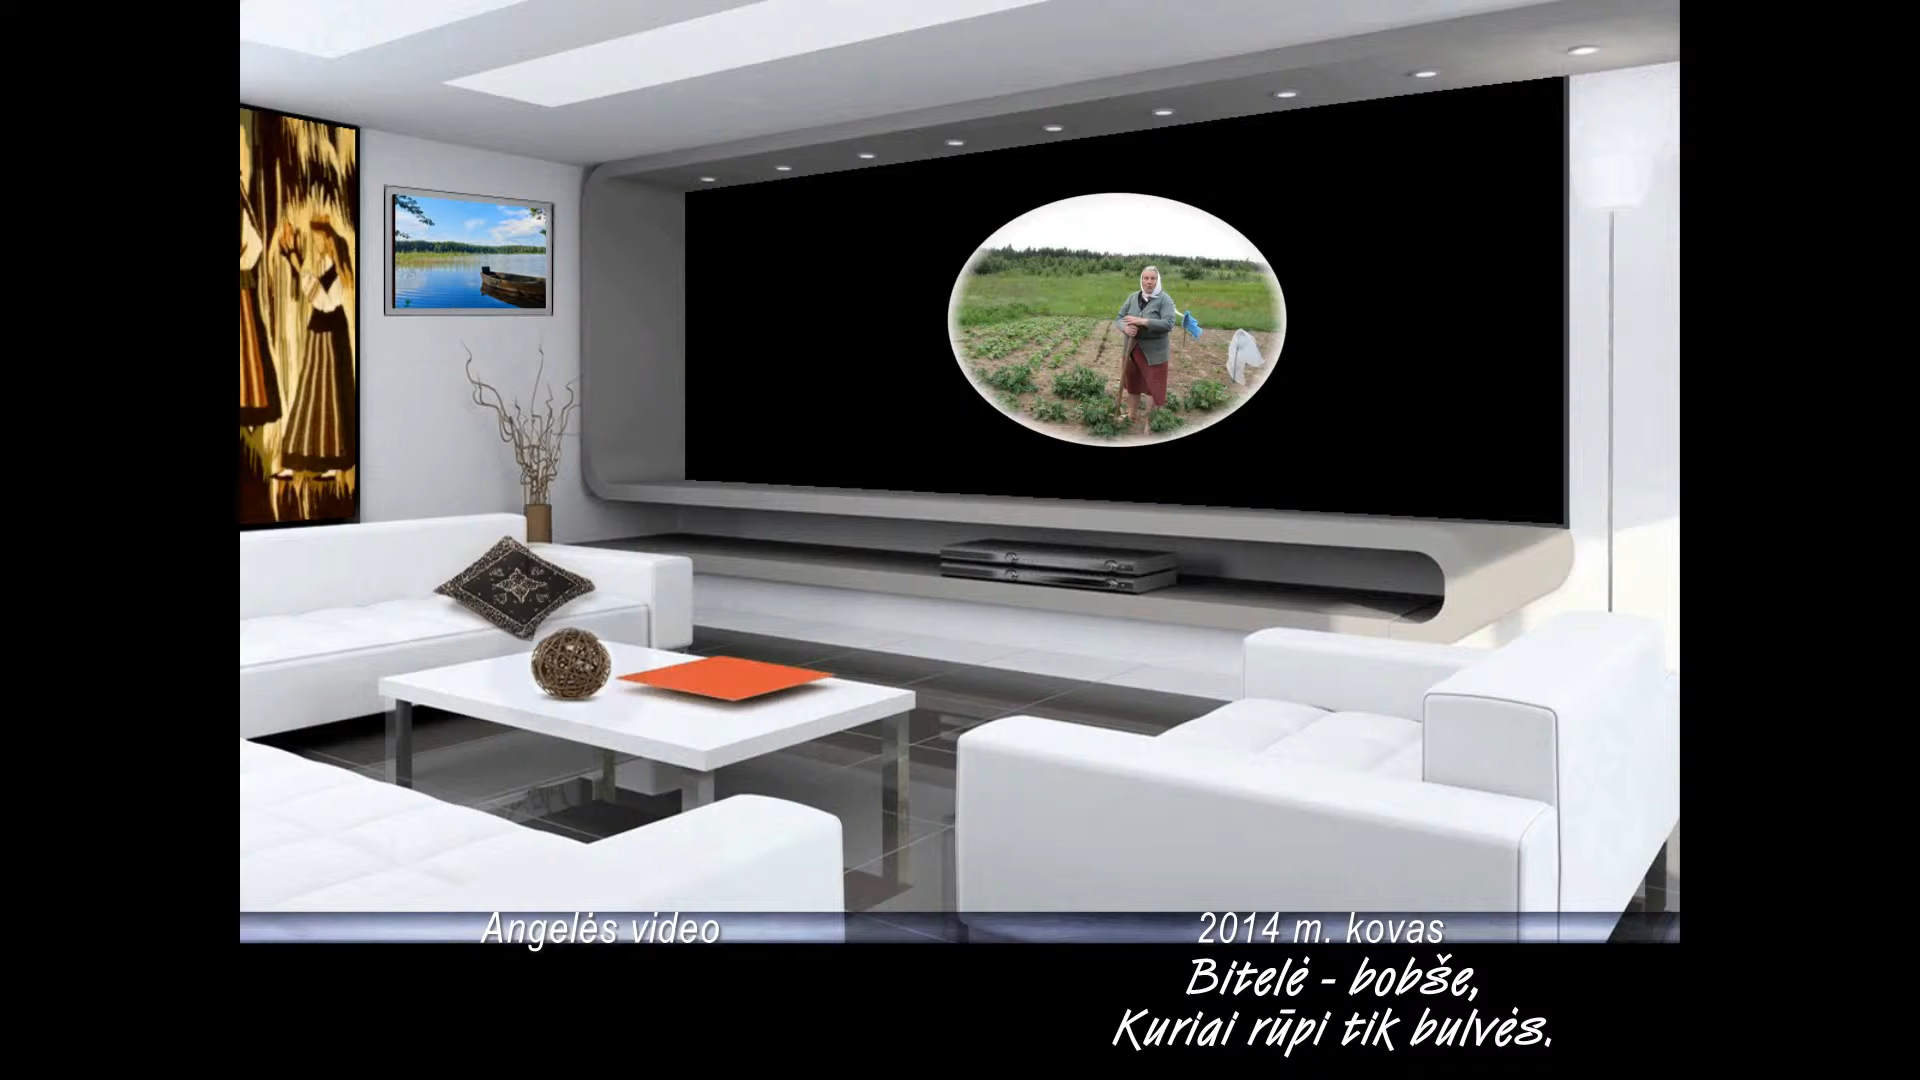 Angelės video
2014 m. kovas
Bitelė - bobše,
Kuriai rūpi tik bulvės.